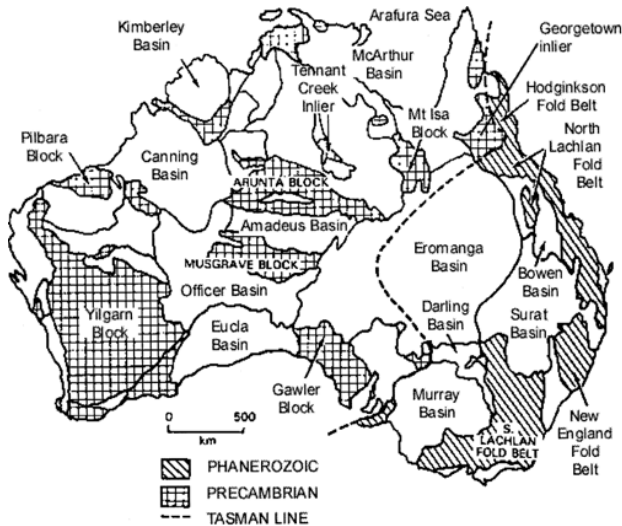 Arafura Sea
Georgetown
inlier
Kimberley
Basin
McArthur
Basin
Tennant
Creek
Inlier
Hodginkson
Fold Belt
Mt Isa
Block
North
Lachlan
Fold
Belt
Pilbara
Block
Canning
Basin
ARUNTA BLOCK
Amadeus Basin
Eromanga
Basin
MUSGRAVE BLOCK
Bowen
Basin
Officer Basin
Yilgarn
Block
Eucla
Basin
Darling
Basin
Surat
Basin
Gawler
Block
Murray
Basin
S.
LACHLAN
FOLD BELT
New
England
Fold
Belt
0 500
km
PHANEROZOIC
PRECAMBRIAN
TASMAN LINE